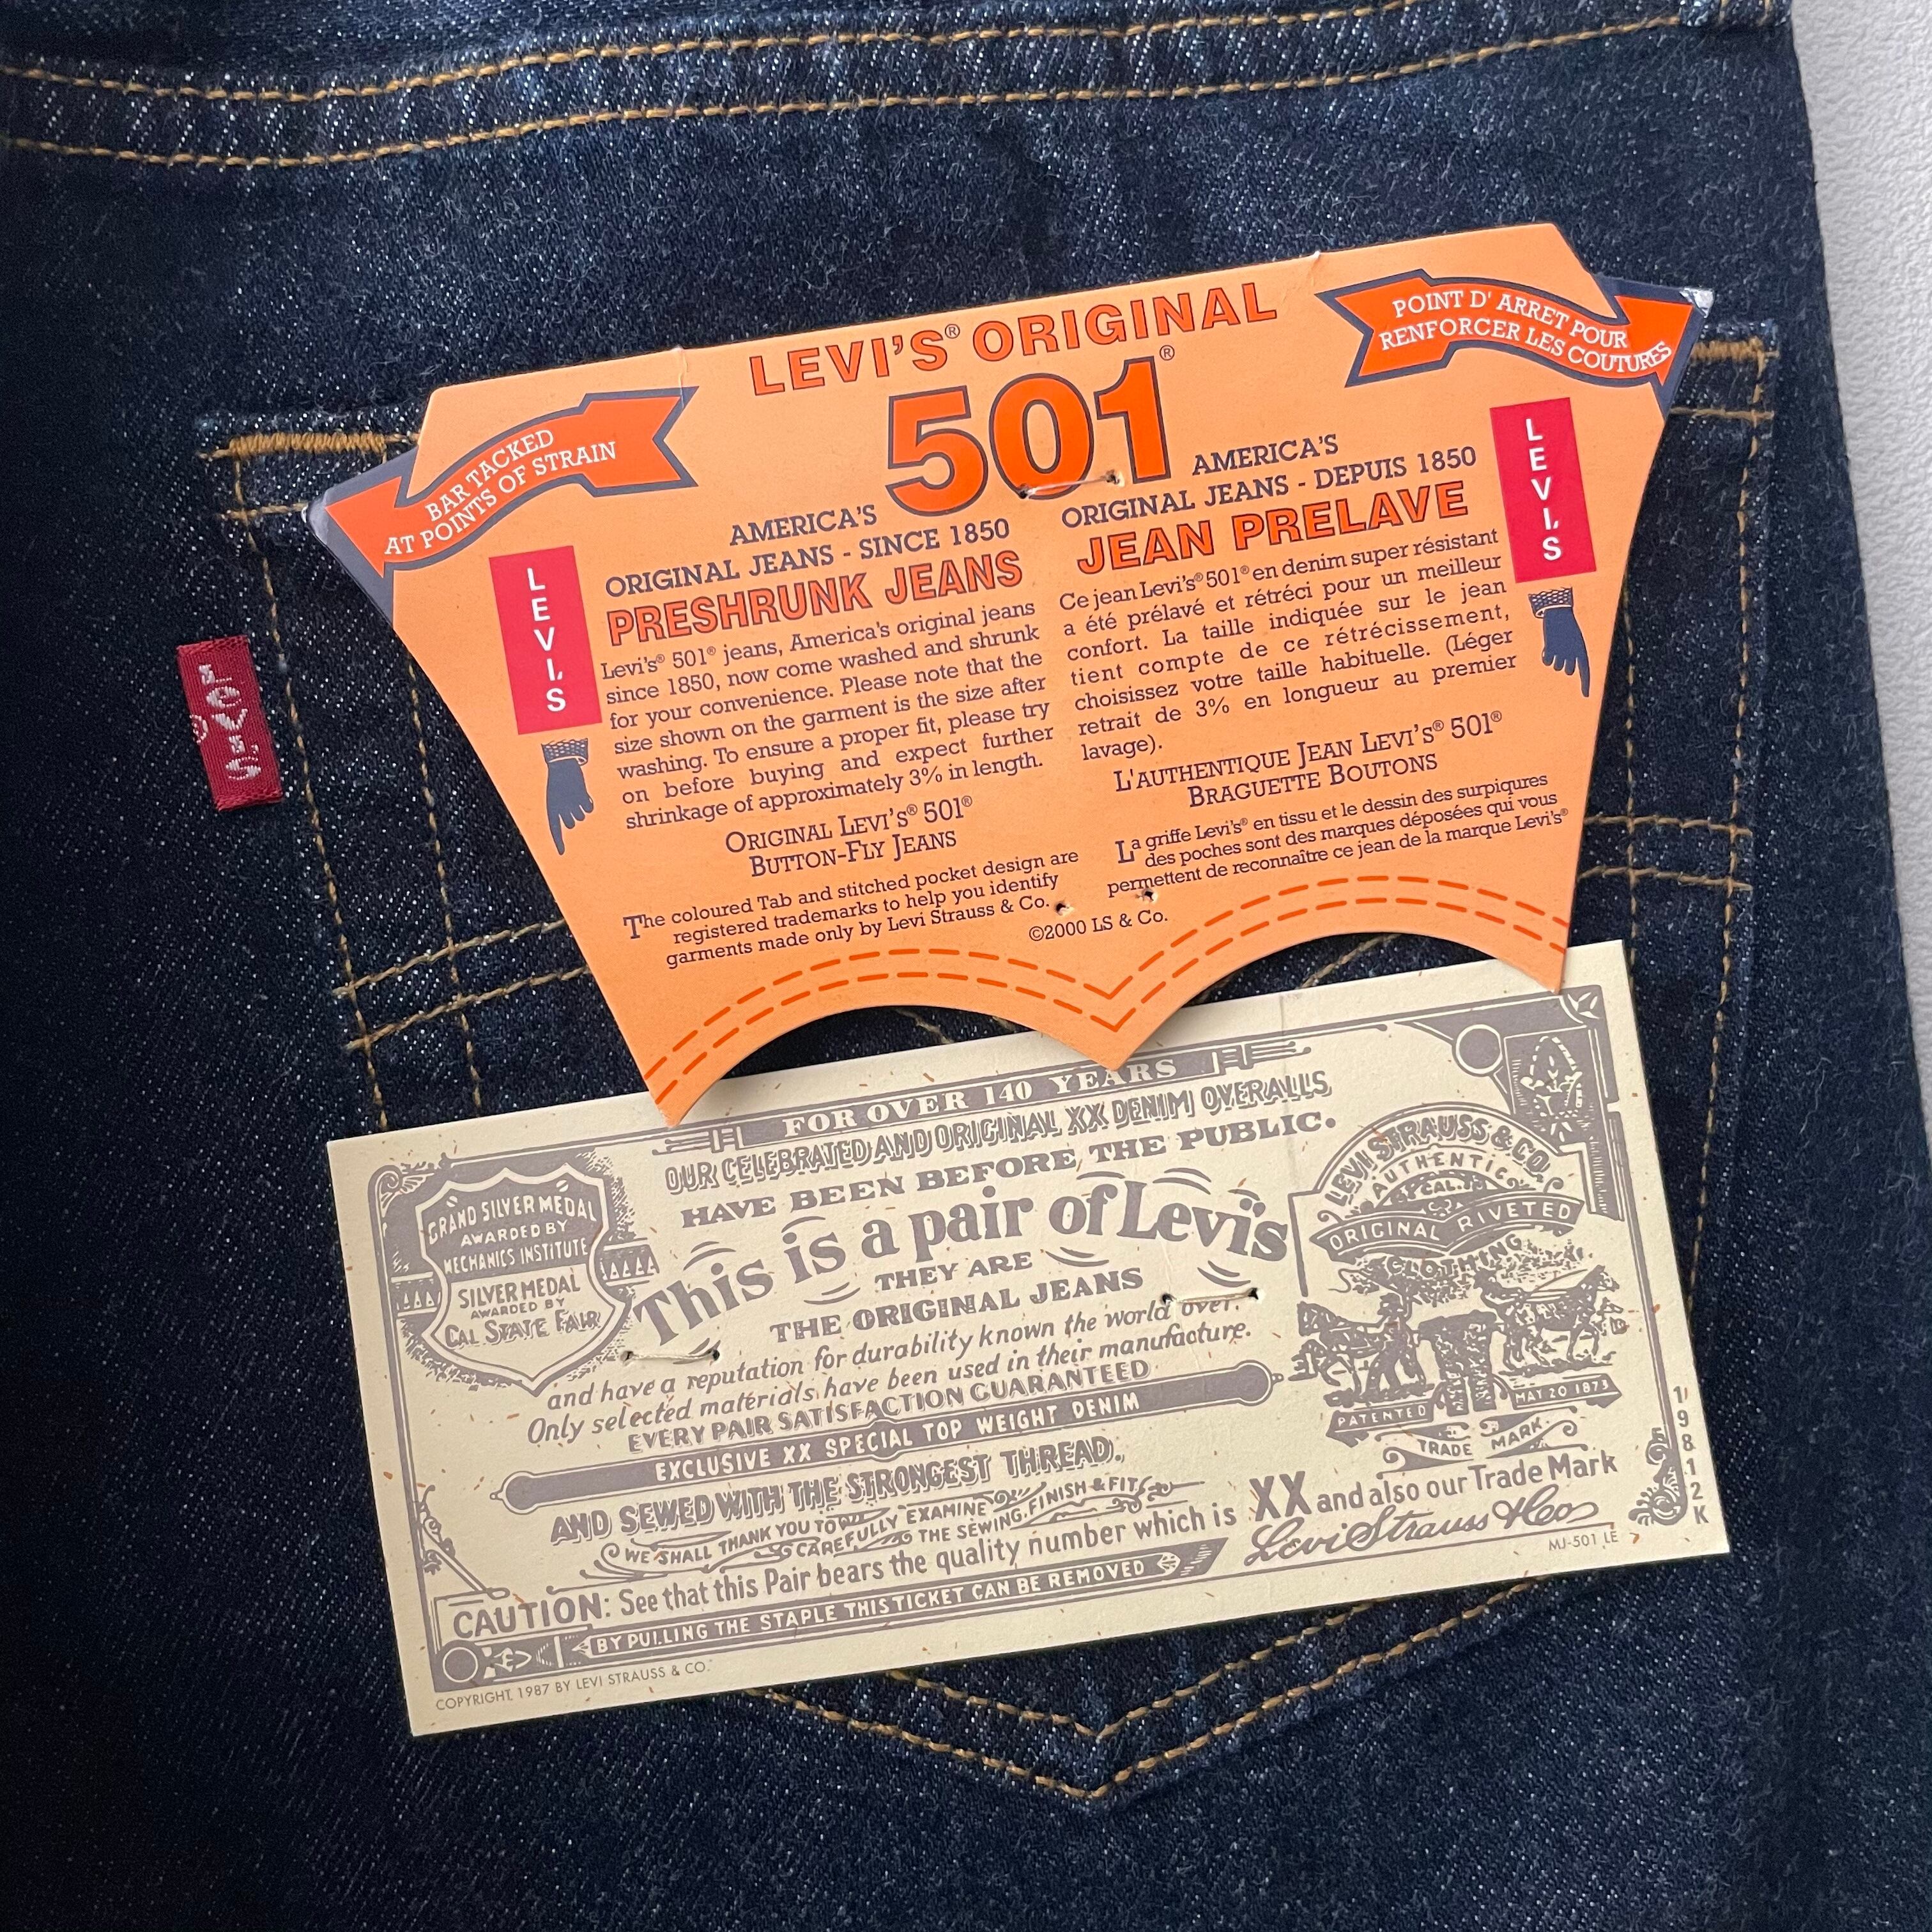 LEVI'S® ORIGINAL
501®
BAR TACKED
AT POINTS OF STRAIN
POINT D' ARRET POUR
RENFORCER LES COUTURES
LEVI'S
AMERICA'S
ORIGINAL JEANS - SINCE 1850
PRESHRUNK JEANS
Levi's® 501® jeans, America's original jeans
since 1850, now come washed and shrunk
for your convenience. Please note that the
size shown on the garment is the size after
washing. To ensure a proper fit, please try
on before buying and expect further
shrinkage of approximately 3% in length.
ORIGINAL LEVI'S® 501®
BUTTON-FLY JEANS
The coloured Tab and stitched pocket design are
registered trademarks to help you identify
garments made only by Levi Strauss & Co.
AMERICA'S
ORIGINAL JEANS - DEPUIS 1850
JEAN PRELAVE
Ce jean Levi's® 501® en denim super résistant
a été prélavé et rétréci pour un meilleur
confort. La taille indiquée sur le jean
tient compte de ce rétrécissement,
choisissez votre taille habituelle. (Léger
retrait de 3% en longueur au premier
lavage).
L'AUTHENTIQUE JEAN LEVI'S® 501®
BRAGUETTE BOUTONS
La griffe Levi's® en tissu et le dessin des surpiqures
des poches sont des marques déposées qui vous
permettent de reconnaître ce jean de la marque Levi's®
©2000 LS & Co.
LEVI'S
LEVI'S
®
FOR OVER 140 YEARS
OUR CELEBRATED AND ORIGINAL XX DENIM OVERALLS
HAVE BEEN BEFORE THE PUBLIC.
This is a pair of Levi's
THEY ARE
THE ORIGINAL JEANS
and have a reputation for durability known the world over.
Only selected materials have been used in their manufacture.
EVERY PAIR SATISFACTION GUARANTEED
EXCLUSIVE XX SPECIAL TOP WEIGHT DENIM
AND SEWED WITH THE STRONGEST THREAD.
WE SHALL THANK YOU TO CAREFULLY EXAMINE THE SEWING, FINISH & FIT
CAUTION: See that this Pair bears the quality number which is XX and also our Trade Mark
BY PULLING THE STAPLE THIS TICKET CAN BE REMOVED
Levi Strauss & Co
MJ-501 LE
COPYRIGHT 1987 BY LEVI STRAUSS & CO.
GRAND SILVER MEDAL
AWARDED BY
MECHANICS INSTITUTE
SILVER MEDAL
AWARDED BY
CAL STATE FAIR
LEVI STRAUSS & CO.
AUTHENTIC
ORIGINAL RIVETED
CLOTHING
PATENTED
MAY 20 1873
TRADE MARK
19812K